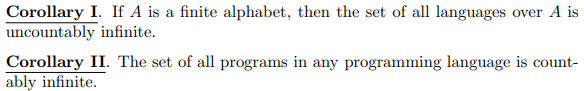 Corollary I. If A is a finite alphabet, then the set of all languages over A is
uncountably infinite.
Corollary II. The set of all programs in any programming language is count-
ably infinite.